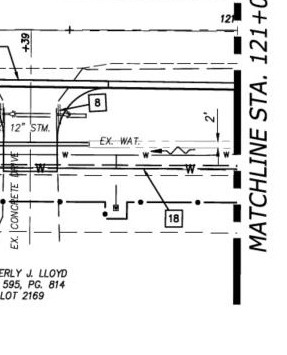 121
+39
8
12" STM.
2'
EX. WAT.
W W W W
W W
EX. CONCRETE DRIVE
18
MATCHLINE STA. 121+0
ERLY J. LLOYD
595, PG. 814
LOT 2169